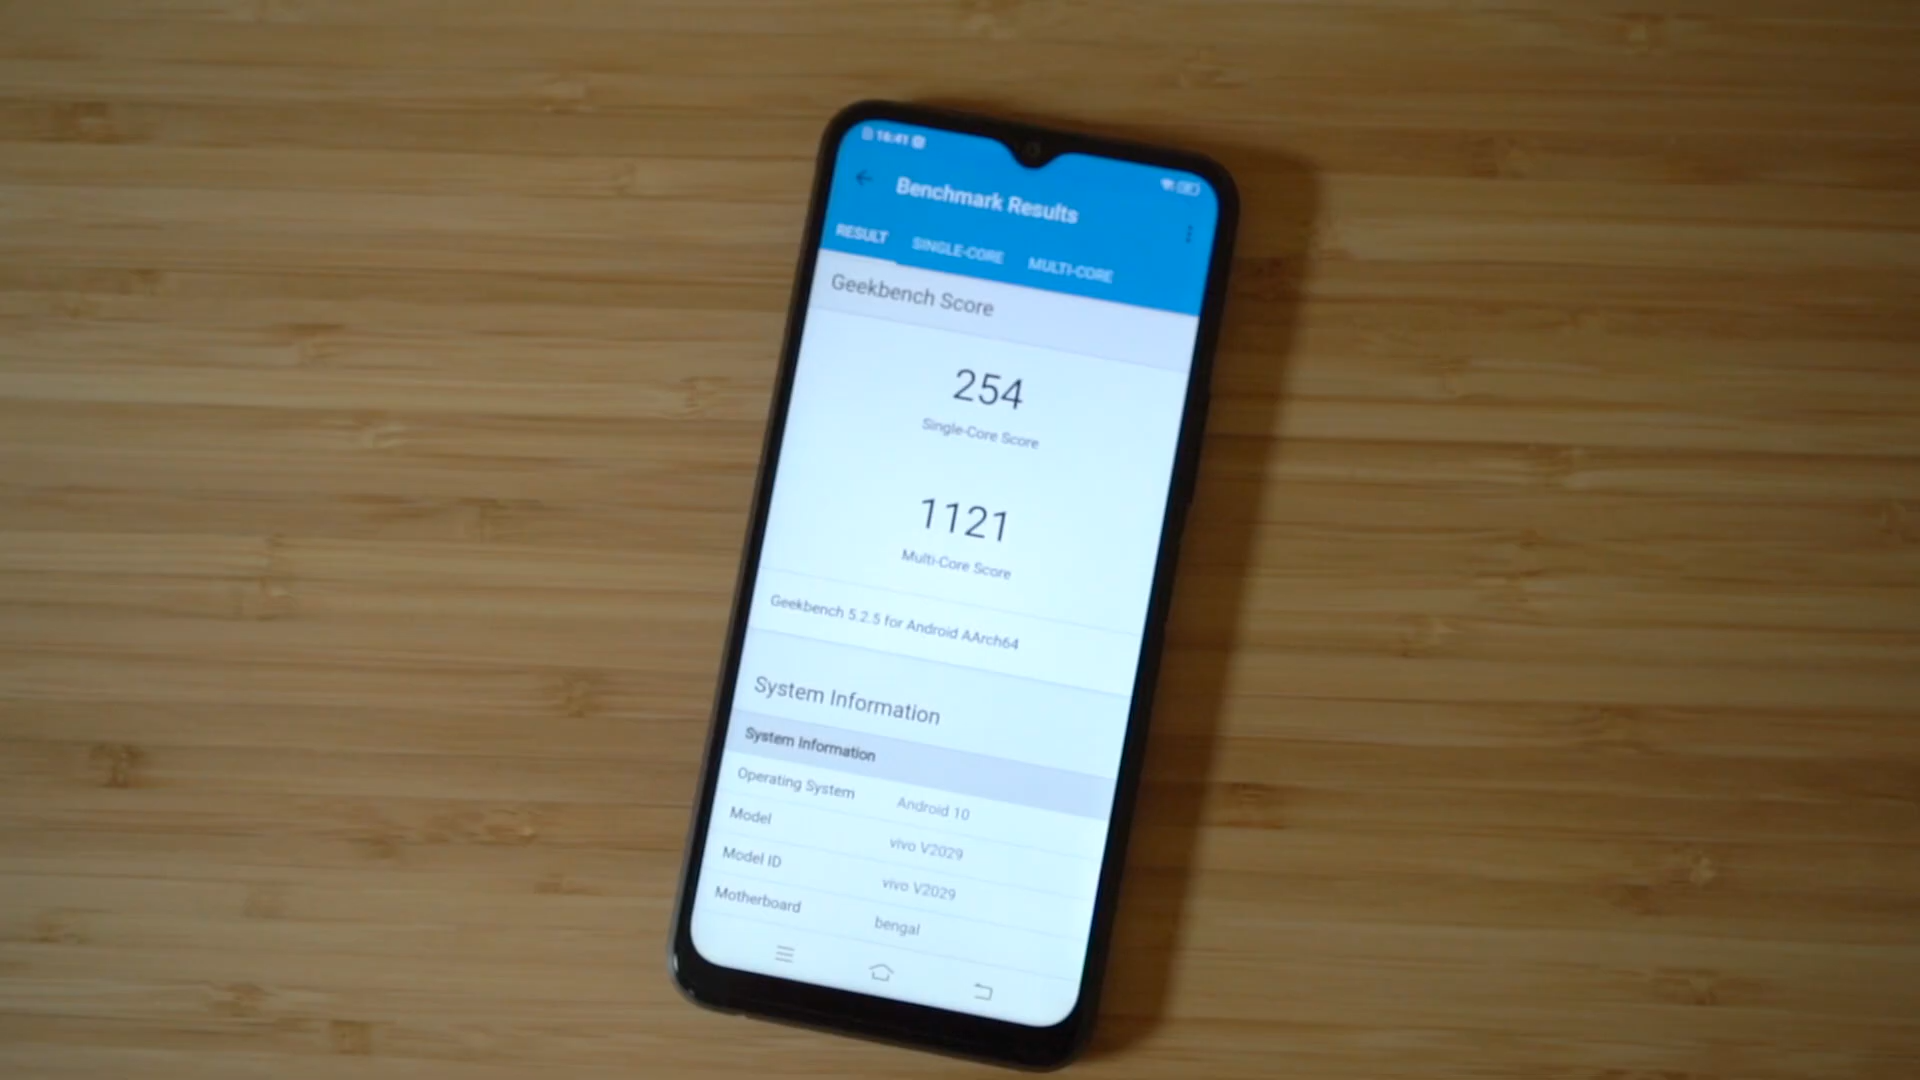 16:41
Benchmark Results
RESULT SINGLE-CORE MULTI-CORE
Geekbench Score
254
Single-Core Score
1121
Multi-Core Score
Geekbench 5.2.5 for Android AArch64
System Information
System Information
Operating System Android 10
Model vivo V2029
Model ID vivo V2029
Motherboard bengal